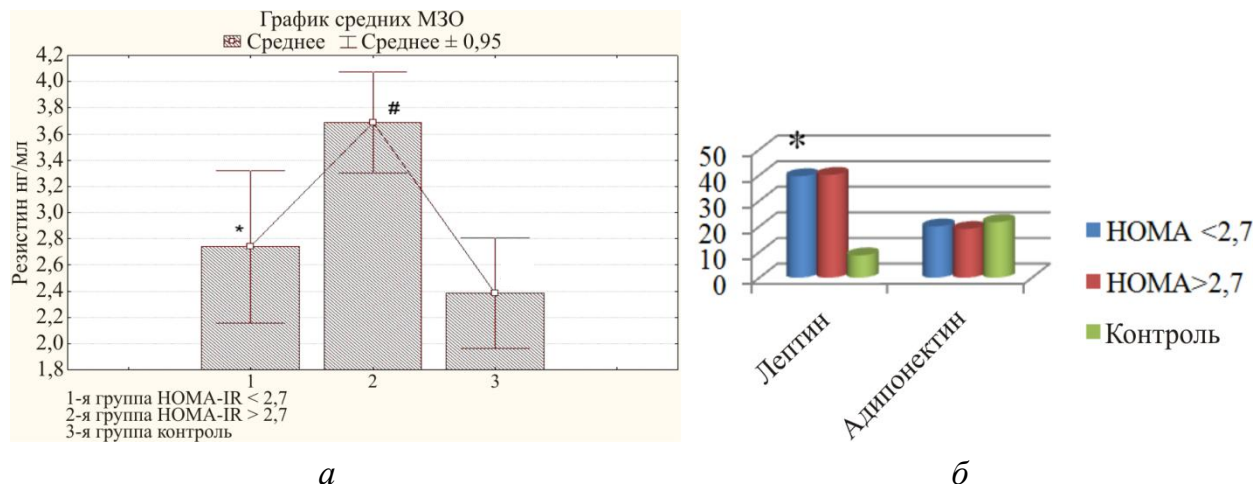 График средних МЗО
Среднее Среднее ± 0,95
Резистин нг/мл
4,2
4,0
3,8
3,6
3,4
3,2
3,0
2,8
2,6
2,4
2,2
2,0
1,8
*
#
1 2 3
1-я группа HOMA-IR < 2,7
2-я группа HOMA-IR > 2,7
3-я группа контроль
а
*
50
40
30
20
10
0
Лептин
Адипонектин
HOMA <2,7
HOMA>2,7
Контроль
б